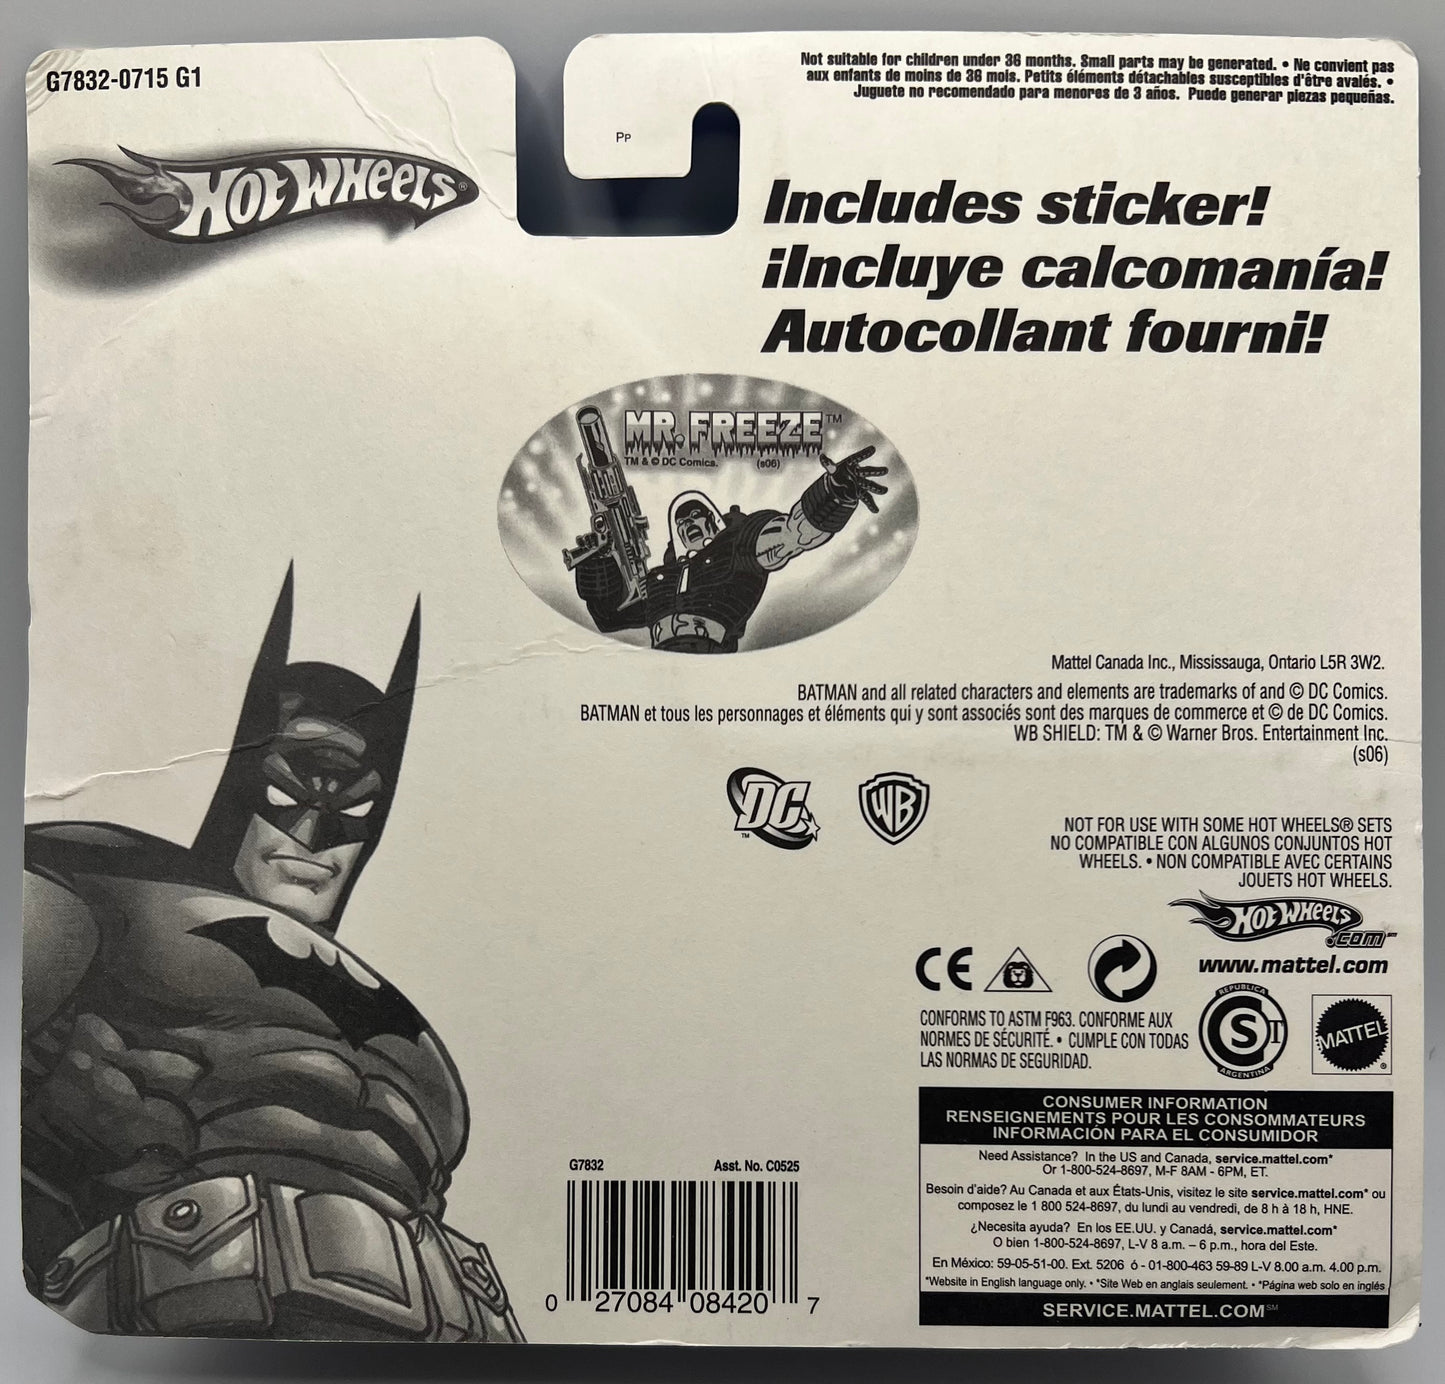 G7832-0715 G1
Not suitable for children under 36 months. Small parts may be generated. • Ne convient pas
aux enfants de moins de 36 mois. Petits éléments détachables susceptibles d'être avalés. •
Juguete no recomendado para menores de 3 años. Puede generar piezas pequeñas.
PP
HOT WHEELS®
Includes sticker!
¡Incluye calcomanía!
Autocollant fourni!
MR. FREEZE™
TM & © DC Comics. (s06)
Mattel Canada Inc., Mississauga, Ontario L5R 3W2.
BATMAN and all related characters and elements are trademarks of and © DC Comics.
BATMAN et tous les personnages et éléments qui y sont associés sont des marques de commerce et © de DC Comics.
WB SHIELD: TM & © Warner Bros. Entertainment Inc.
(s06)
DC™
WB
NOT FOR USE WITH SOME HOT WHEELS® SETS
NO COMPATIBLE CON ALGUNOS CONJUNTOS HOT
WHEELS. • NON COMPATIBLE AVEC CERTAINS
JOUETS HOT WHEELS.
HOT WHEELS
.COM℠
www.mattel.com
CE
CONFORMS TO ASTM F963. CONFORME AUX
NORMES DE SÉCURITÉ. • CUMPLE CON TODAS
LAS NORMAS DE SEGURIDAD.
REPUBLICA
CSI
ARGENTINA
MATTEL®
CONSUMER INFORMATION
RENSEIGNEMENTS POUR LES CONSOMMATEURS
INFORMACIÓN PARA EL CONSUMIDOR
Need Assistance? In the US and Canada, service.mattel.com*
Or 1-800-524-8697, M-F 8AM - 6PM, ET.
Besoin d'aide? Au Canada et aux États-Unis, visitez le site service.mattel.com* ou
composez le 1 800 524-8697, du lundi au vendredi, de 8 h à 18 h, HNE.
¿Necesita ayuda? En los EE.UU. y Canadá, service.mattel.com*
O bien 1-800-524-8697, L-V 8 a.m. – 6 p.m., hora del Este.
En México: 59-05-51-00. Ext. 5206 ó - 01-800-463 59-89 L-V 8.00 a.m. 4.00 p.m.
*Website in English language only. • *Site Web en anglais seulement. • *Página web solo en inglés
SERVICE.MATTEL.COM℠
G7832 Asst. No. C0525
0 27084 08420 7